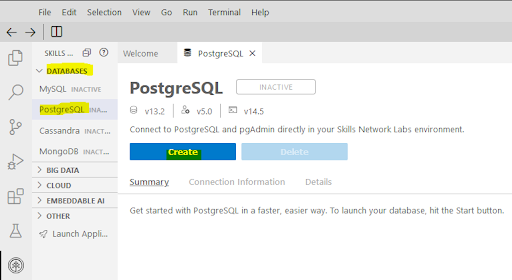 File Edit Selection View Go Run Terminal Help
SKILLS ...
Welcome
PostgreSQL
DATABASES
MySQL INACTIVE
PostgreSQL INA...
Cassandra INACT...
MongoDB INACT...
BIG DATA
CLOUD
EMBEDDABLE AI
OTHER
Launch Appli...
PostgreSQL INACTIVE
v13.2 v5.0 v14.5
Connect to PostgreSQL and pgAdmin directly in your Skills Network Labs environment.
Create Delete
Summary Connection Information Details
Get started with PostgreSQL in a faster, easier way. To launch your database, hit the Start button.